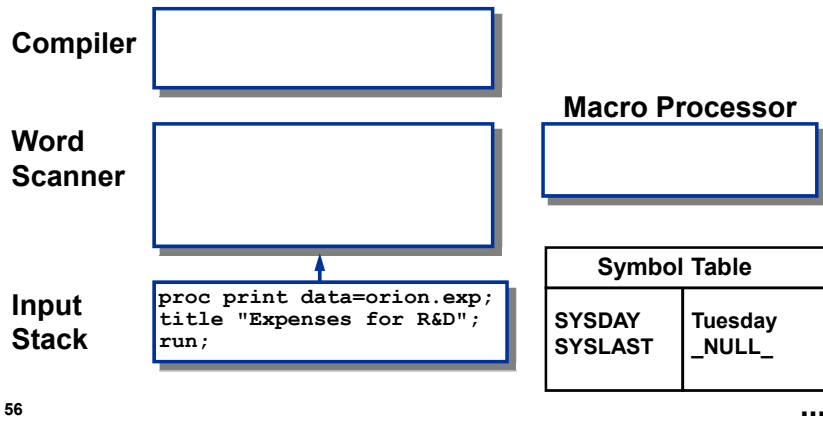 Compiler
Macro Processor
Word
Scanner
Input
Stack
proc print data=orion.exp;
title "Expenses for R&D";
run;
Symbol Table
SYSDAY Tuesday
SYSLAST _NULL_
56
...